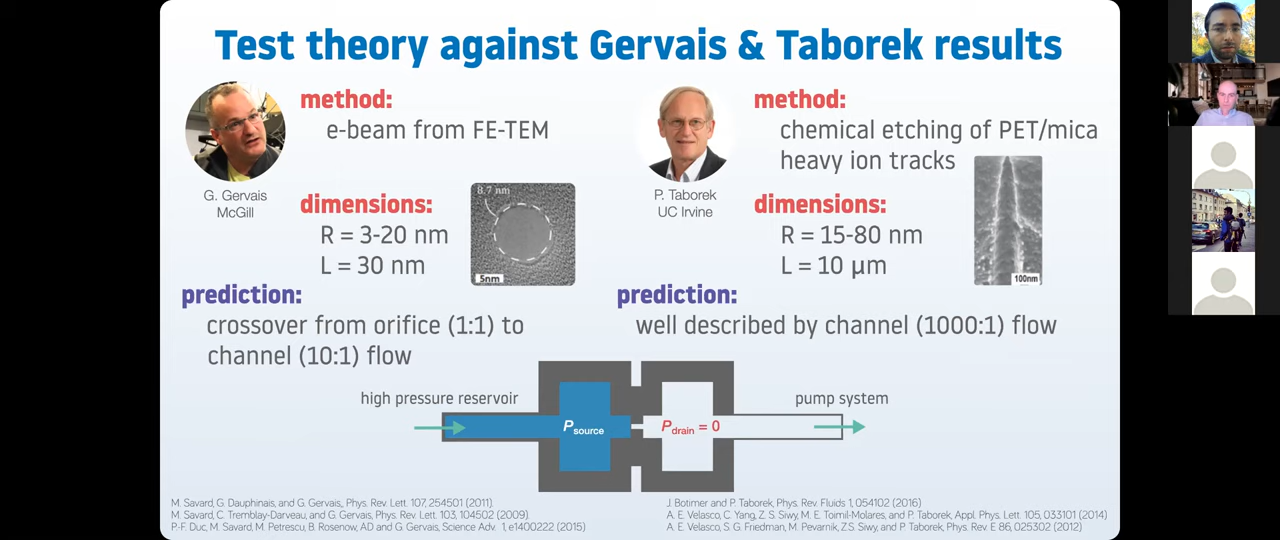 Test theory against Gervais & Taborek results
method:
e-beam from FE-TEM
G. Gervais
McGill
dimensions:
R = 3-20 nm
L = 30 nm
8.7 nm
5nm
prediction:
crossover from orifice (1:1) to
channel (10:1) flow
method:
chemical etching of PET/mica
heavy ion tracks
P. Taborek
UC Irvine
dimensions:
R = 15-80 nm
L = 10 μm
100nm
prediction:
well described by channel (1000:1) flow
high pressure reservoir
Psource
Pdrain = 0
pump system
M. Savard, G. Dauphinais, and G. Gervais, Phys. Rev. Lett. 107, 254501 (2011)
M. Savard, C. Tremblay-Darveau, and G. Gervais, Phys. Rev. Lett. 103, 104502 (2009)
P.-F. Duc, M. Savard, M. Petrescu, B. Rosenow, AD and G. Gervais, Science Adv. 1, e1400222 (2015)
J. Botimer and P. Taborek, Phys. Rev. Fluids 1, 054102 (2016)
A. E. Velasco, C. Yang, Z. S. Siwy, M. E. Toimil-Molares, and P. Taborek, Appl. Phys. Lett. 105, 033101 (2014)
A. E. Velasco, S. G. Friedman, M. Pevarnik, Z.S. Siwy, and P. Taborek, Phys. Rev. E 86, 025302 (2012)